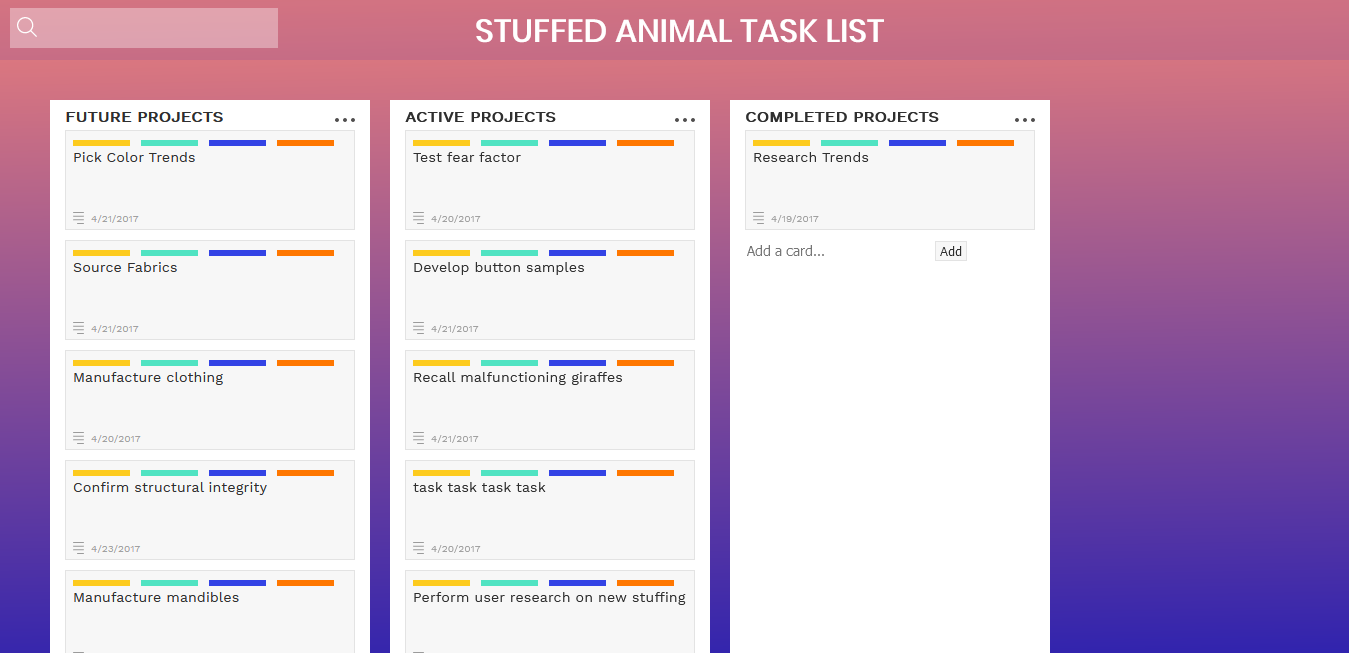 STUFFED ANIMAL TASK LIST
FUTURE PROJECTS
Pick Color Trends
4/21/2017
Source Fabrics
4/21/2017
Manufacture clothing
4/20/2017
Confirm structural integrity
4/23/2017
Manufacture mandibles
ACTIVE PROJECTS
Test fear factor
4/20/2017
Develop button samples
4/21/2017
Recall malfunctioning giraffes
4/21/2017
task task task task
4/20/2017
Perform user research on new stuffing
COMPLETED PROJECTS
Research Trends
4/19/2017
Add a card... Add